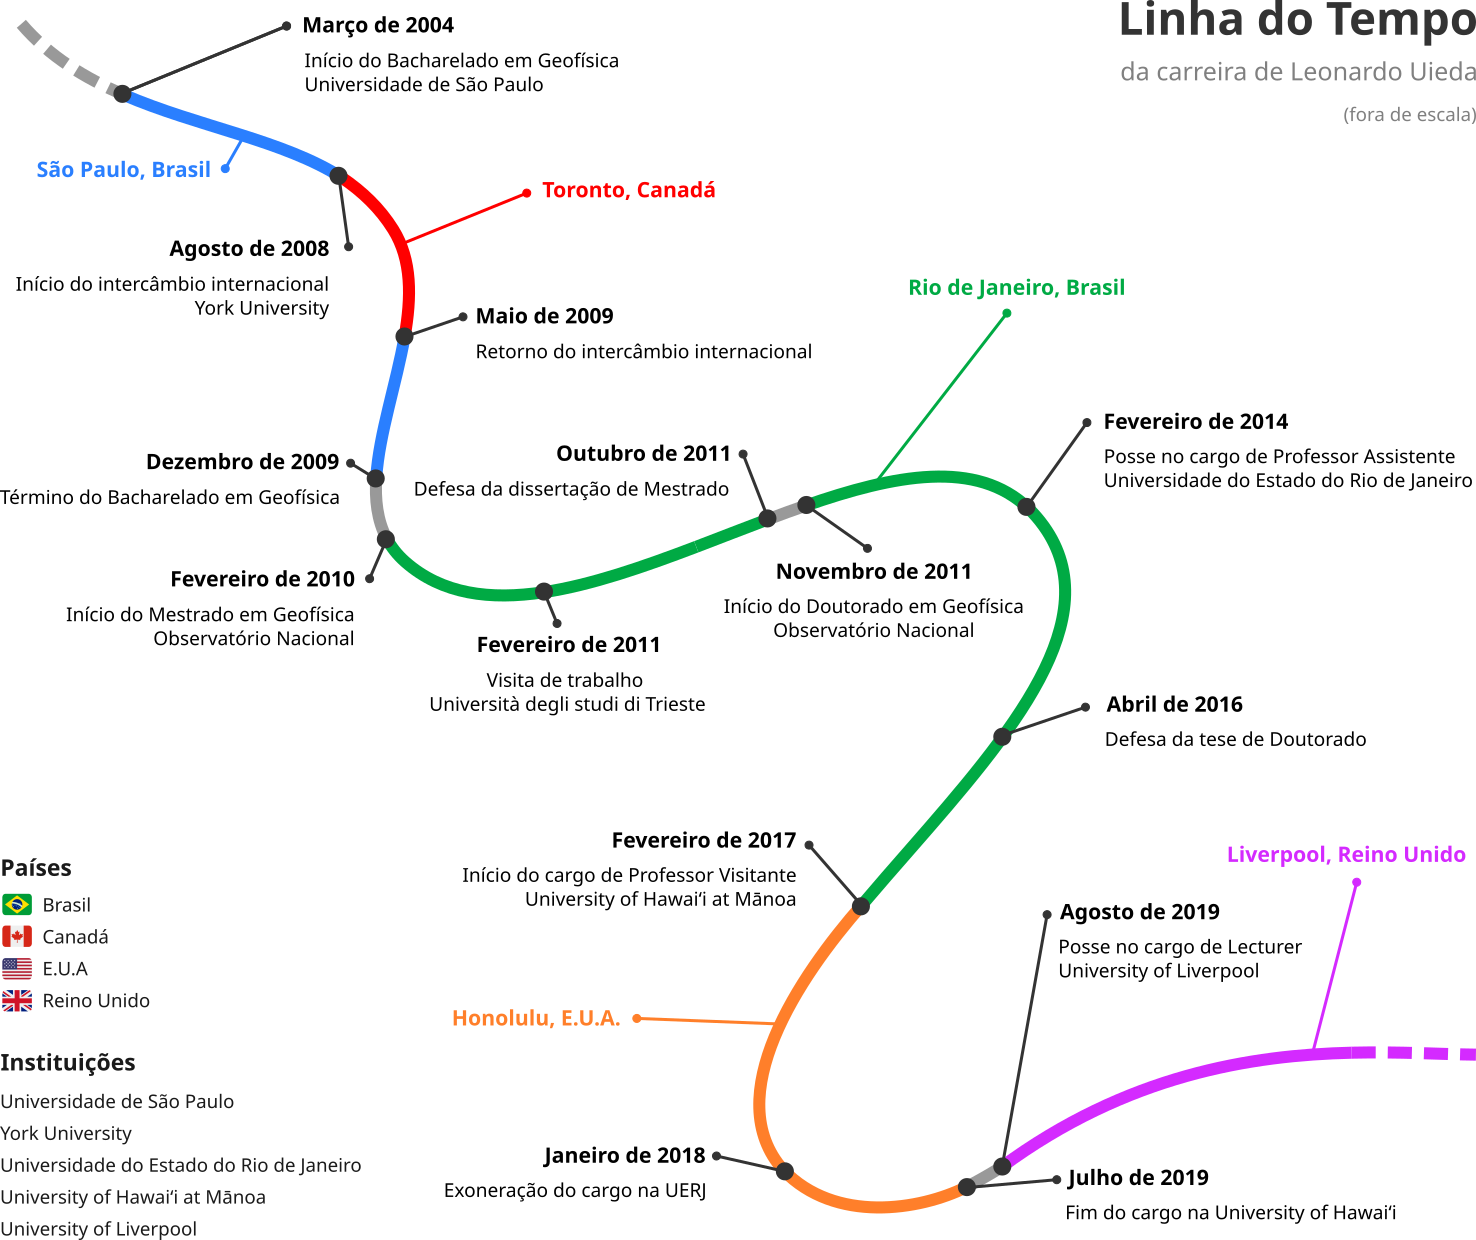 Linha do Tempo
da carreira de Leonardo Uieda
(fora de escala)
Março de 2004
Início do Bacharelado em Geofísica
Universidade de São Paulo
São Paulo, Brasil
Toronto, Canadá
Agosto de 2008
Início do intercâmbio internacional
York University
Maio de 2009
Retorno do intercâmbio internacional
Rio de Janeiro, Brasil
Dezembro de 2009
Término do Bacharelado em Geofísica
Outubro de 2011
Defesa da dissertação de Mestrado
Fevereiro de 2014
Posse no cargo de Professor Assistente
Universidade do Estado do Rio de Janeiro
Fevereiro de 2010
Início do Mestrado em Geofísica
Observatório Nacional
Novembro de 2011
Início do Doutorado em Geofísica
Observatório Nacional
Fevereiro de 2011
Visita de trabalho
Università degli studi di Trieste
Abril de 2016
Defesa da tese de Doutorado
Fevereiro de 2017
Início do cargo de Professor Visitante
University of Hawaiʻi at Mānoa
Liverpool, Reino Unido
Agosto de 2019
Posse no cargo de Lecturer
University of Liverpool
Honolulu, E.U.A.
Janeiro de 2018
Exoneração do cargo na UERJ
Julho de 2019
Fim do cargo na University of Hawaiʻi
Países
Brasil
Canadá
E.U.A
Reino Unido
Instituições
Universidade de São Paulo
York University
Universidade do Estado do Rio de Janeiro
University of Hawaiʻi at Mānoa
University of Liverpool